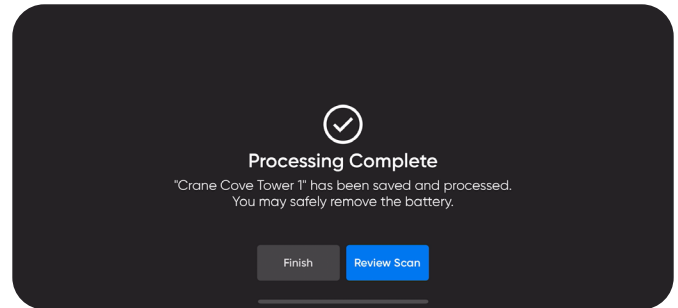 Processing Complete
"Crane Cove Tower 1" has been saved and processed.
You may safely remove the battery.
Finish
Review Scan